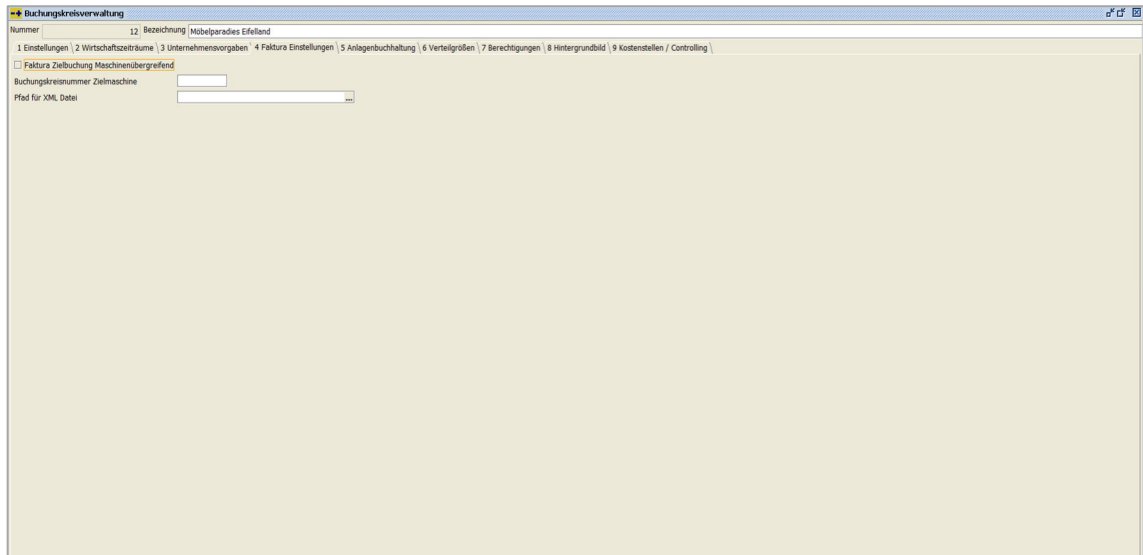 Buchungskreisverwaltung
Nummer 12 Bezeichnung Möbelparadies Eifelland
1 Einstellungen 2 Wirtschaftszeiträume 3 Unternehmensvorgaben 4 Faktura Einstellungen 5 Anlagenbuchhaltung 6 Verteilgrößen 7 Berechtigungen 8 Hintergrundbild 9 Kostenstellen / Controlling
Faktura Zielbuchung Maschinenübergreifend
Buchungskreisnummer Zielmaschine
Pfad für XML Datei ...